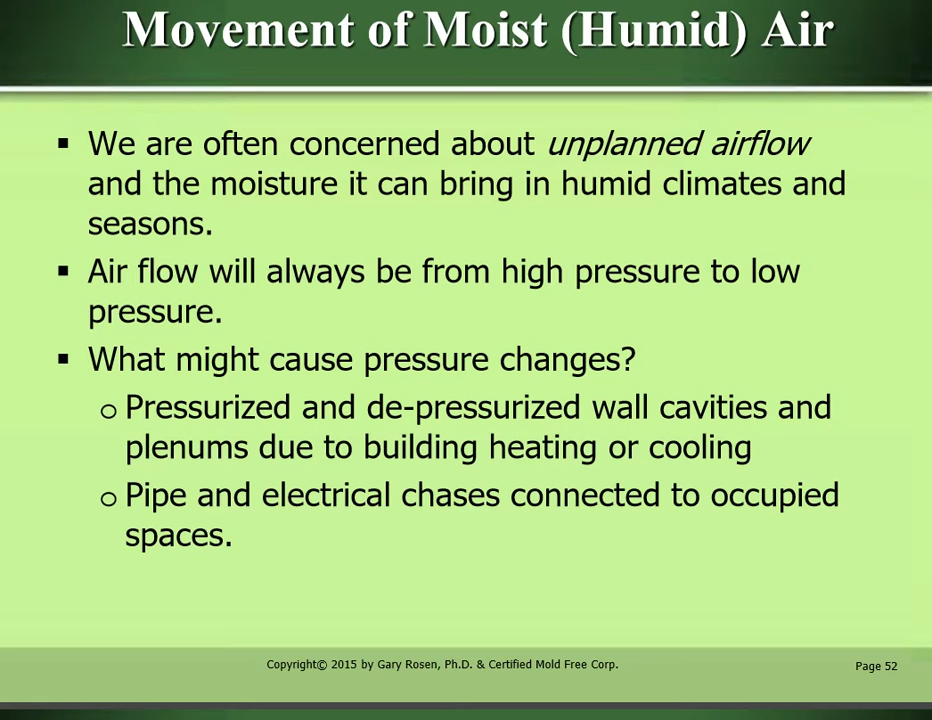 Movement of Moist (Humid) Air
▪ We are often concerned about unplanned airflow
and the moisture it can bring in humid climates and
seasons.
▪ Air flow will always be from high pressure to low
pressure.
▪ What might cause pressure changes?
o Pressurized and de-pressurized wall cavities and
plenums due to building heating or cooling
o Pipe and electrical chases connected to occupied
spaces.
Copyright© 2015 by Gary Rosen, Ph.D. & Certified Mold Free Corp.
Page 52